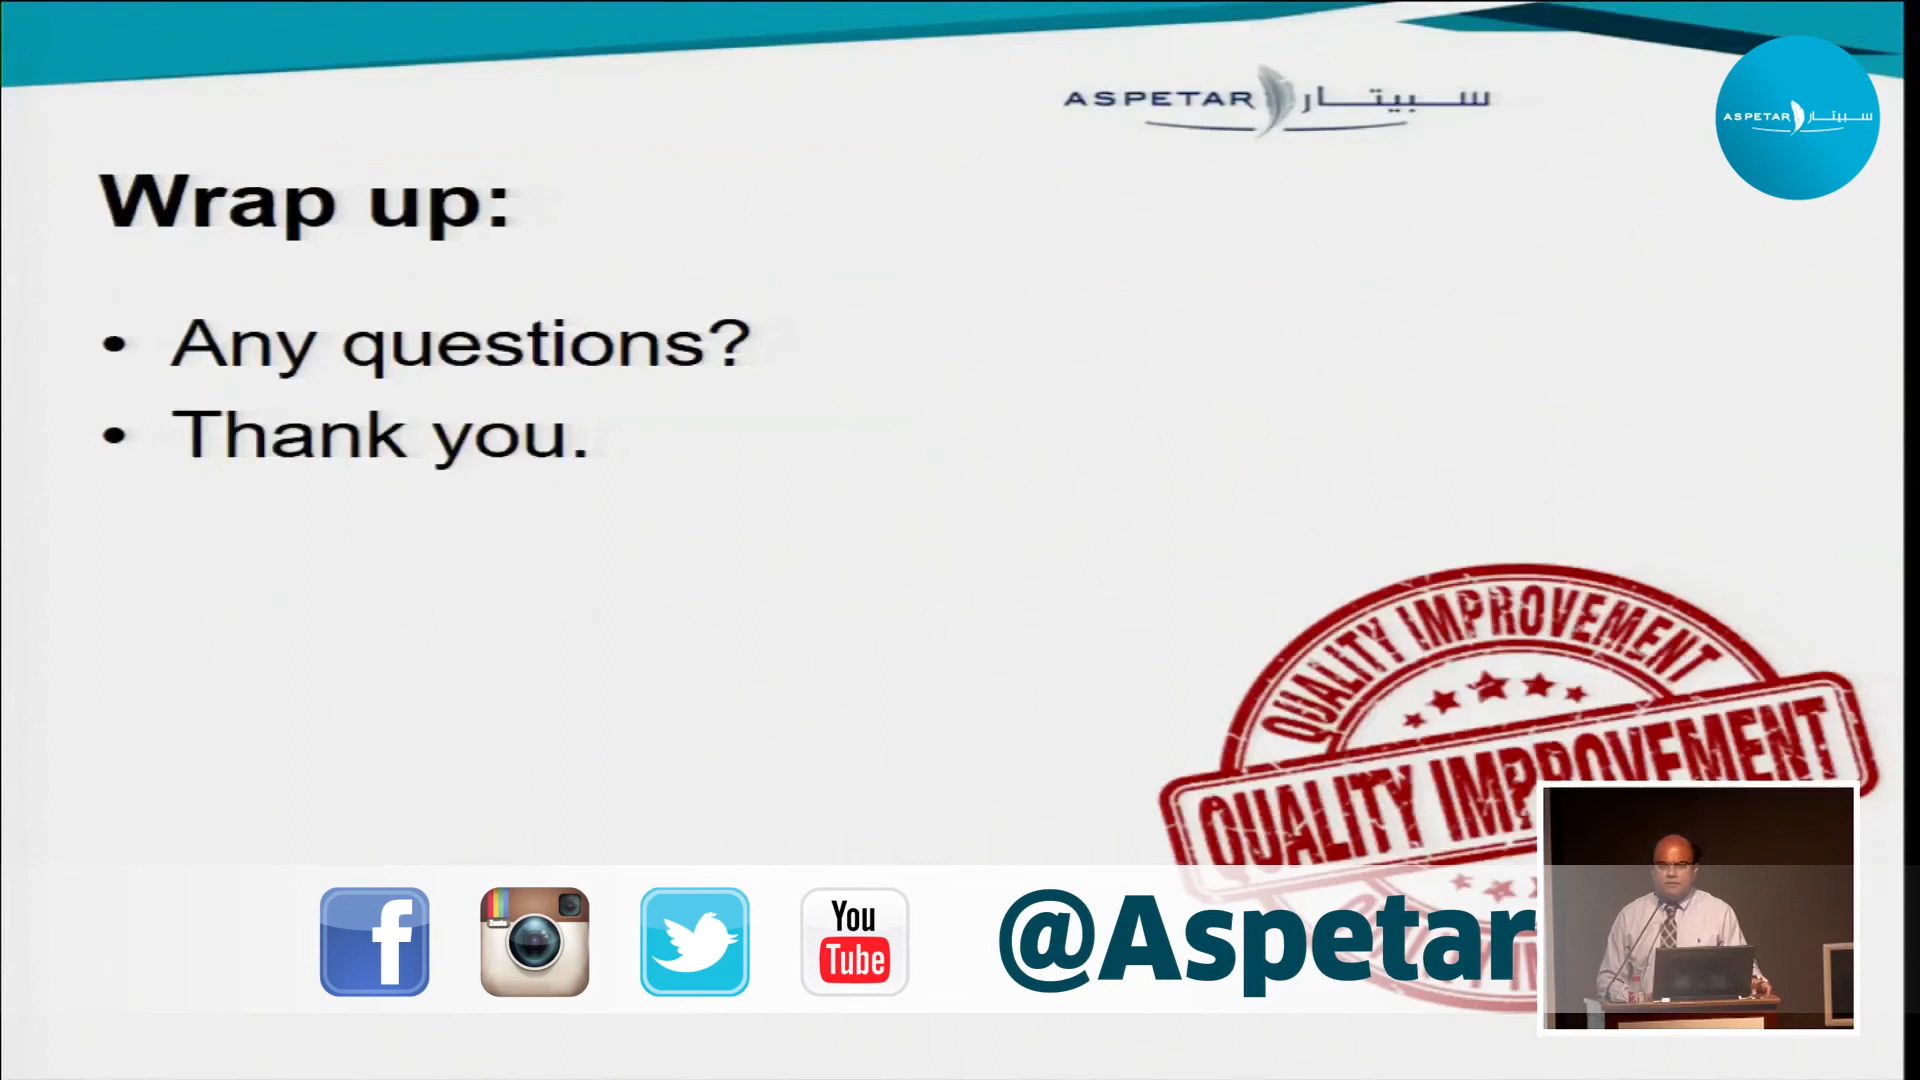 ASPETAR سبيتار
ASPETAR سبيتار
Wrap up:
• Any questions?
• Thank you.
QUALITY IMPROVEMENT
QUALITY IMPROVEMENT
You
Tube
@Aspetar